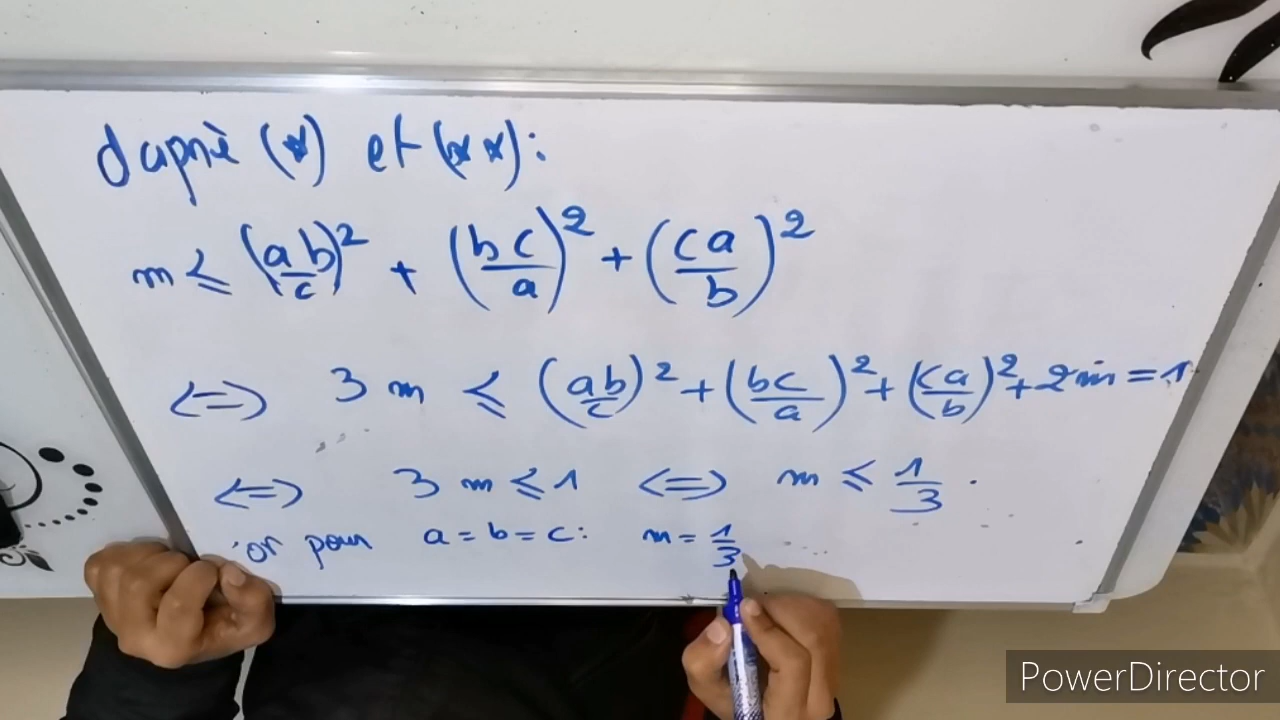 d'après (*) et (**):
m ≤ (ab/c)² + (bc/a)² + (ca/b)²
⟺ 3m ≤ (ab/c)² + (bc/a)² + (ca/b)² + 2m = 1
⟺ 3m ≤ 1 ⟺ m ≤ 1/3.
or pour a = b = c: m = 1/3
PowerDirector